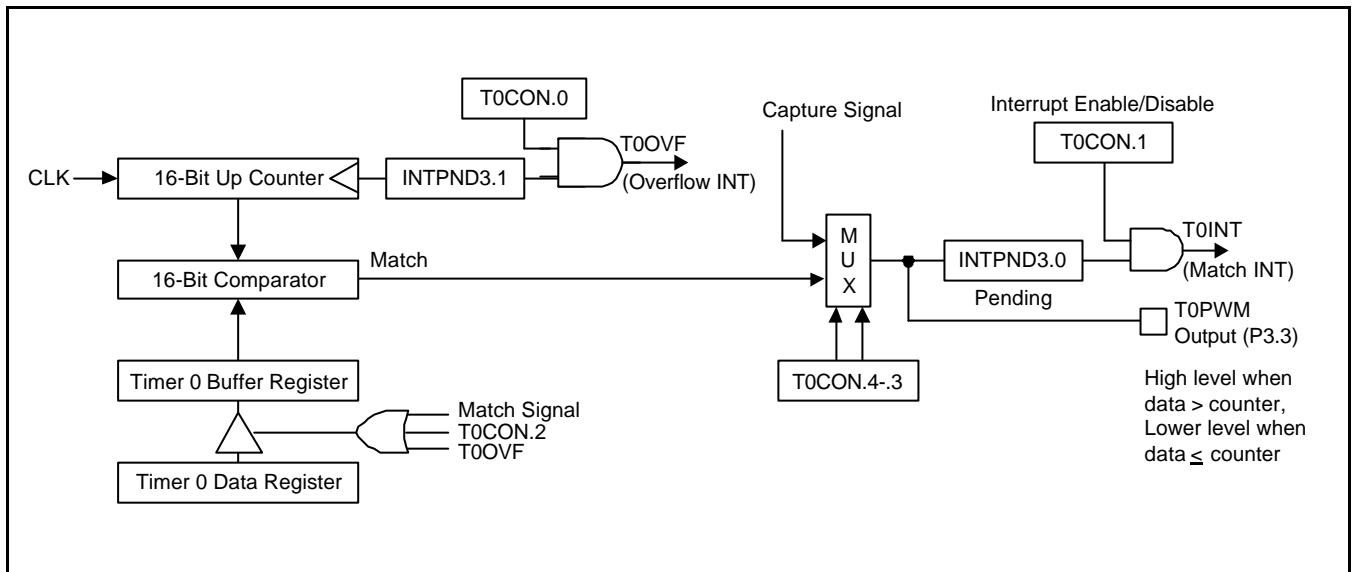 T0CON.0
Capture Signal
Interrupt Enable/Disable
T0CON.1
CLK
16-Bit Up Counter
INTPND3.1
T0OVF
(Overflow INT)
M
U
X
16-Bit Comparator
Match
INTPND3.0
Pending
T0INT
(Match INT)
T0PWM
Output (P3.3)
Timer 0 Buffer Register
T0CON.4-.3
High level when
data > counter,
Lower level when
data ≤ counter
Match Signal
T0CON.2
T0OVF
Timer 0 Data Register